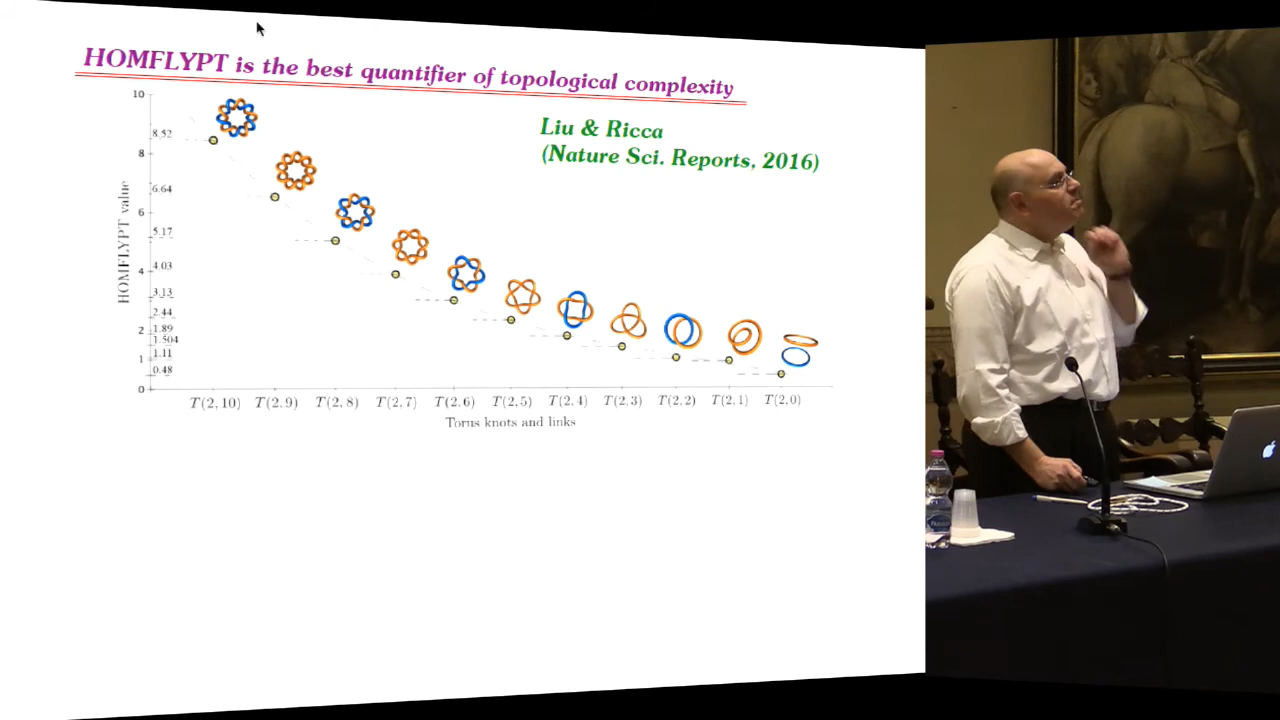 HOMFLYPT is the best quantifier of topological complexity
Liu & Ricca
(Nature Sci. Reports, 2016)
HOMFLYPT value
10
8.52
8
6.64
6
5.17
4.03
4
3.13
2.44
2
1.89
1.504
1.11
1
0.48
0
T(2,10) T(2,9) T(2,8) T(2,7) T(2,6) T(2,5) T(2,4) T(2,3) T(2,2) T(2,1) T(2,0)
Torus knots and links